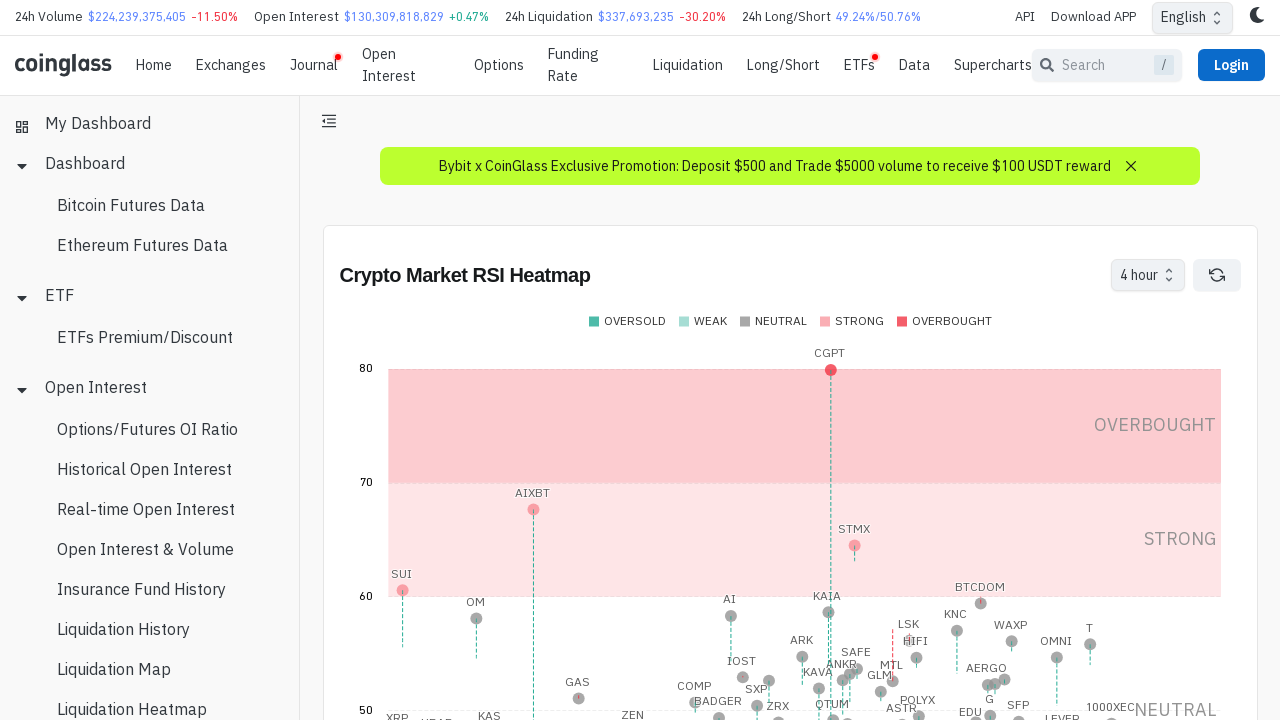 24h Volume $224,239,375,405 -11.50% Open Interest $130,309,818,829 +0.47% 24h Liquidation $337,693,235 -30.20% 24h Long/Short 49.24%/50.76% API Download APP English
coinglass Home Exchanges Journal Open Interest Options Funding Rate Liquidation Long/Short ETFs Data Supercharts Search / Login
My Dashboard
Dashboard
Bitcoin Futures Data
Ethereum Futures Data
ETF
ETFs Premium/Discount
Open Interest
Options/Futures OI Ratio
Historical Open Interest
Real-time Open Interest
Open Interest & Volume
Insurance Fund History
Liquidation History
Liquidation Map
Liquidation Heatmap
Bybit x CoinGlass Exclusive Promotion: Deposit $500 and Trade $5000 volume to receive $100 USDT reward
Crypto Market RSI Heatmap 4 hour
OVERSOLD WEAK NEUTRAL STRONG OVERBOUGHT
CGPT
80
OVERBOUGHT
70
AIXBT
STMX
STRONG
SUI
BTCDOM
60
OM AI KAIA
KNC
LSK WAXP T
ARK HIFI OMNI
SAFE
IOST ANKR MTL AERGO
KAVA GLM
GAS COMP SXP
BADGER ZRX QTUM POLYX G SFP 1000XEC
50 ASTR EDU NEUTRAL
XRP KAS ZEN LEVER